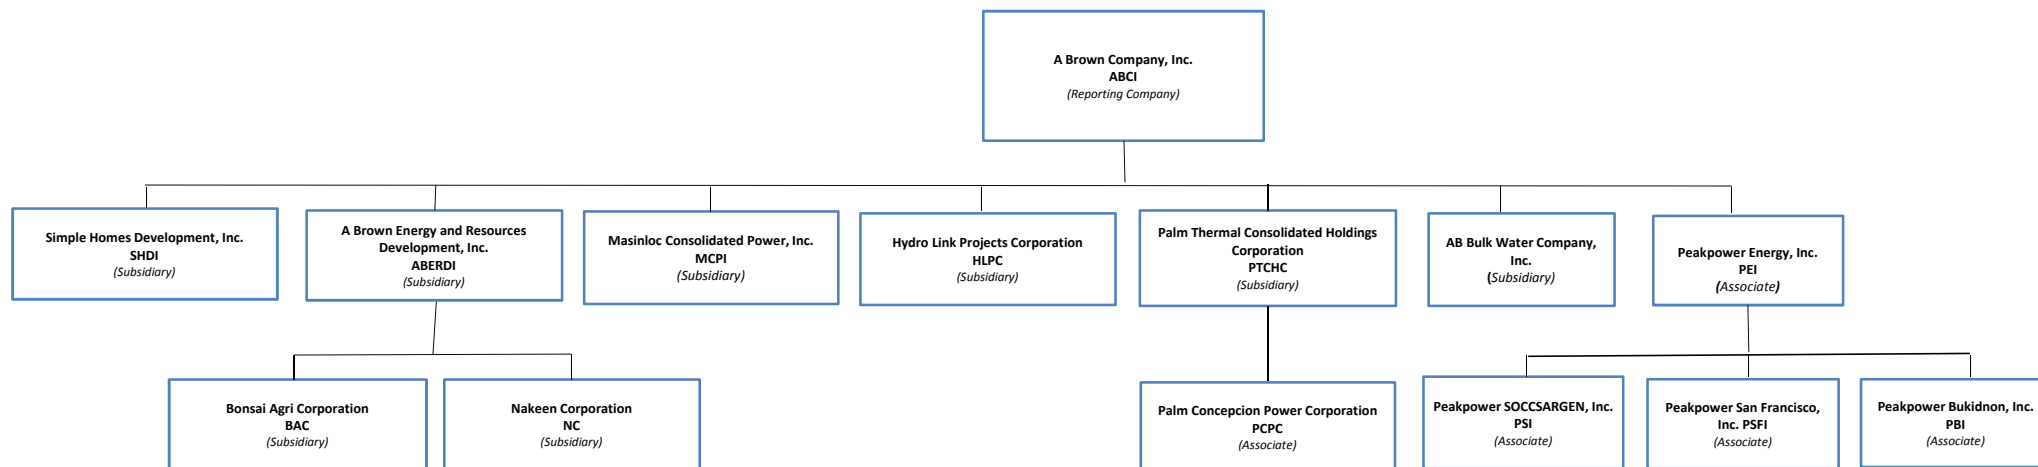 A Brown Company, Inc.
ABCI
(Reporting Company)
Simple Homes Development, Inc.
SHDI
(Subsidiary)
A Brown Energy and Resources
Development, Inc.
ABERDI
(Subsidiary)
Masinloc Consolidated Power, Inc.
MCPI
(Subsidiary)
Hydro Link Projects Corporation
HLPC
(Subsidiary)
Palm Thermal Consolidated Holdings
Corporation
PTCHC
(Subsidiary)
AB Bulk Water Company,
Inc.
(Subsidiary)
Peakpower Energy, Inc.
PEI
(Associate)
Bonsai Agri Corporation
BAC
(Subsidiary)
Nakeen Corporation
NC
(Subsidiary)
Palm Concepcion Power Corporation
PCPC
(Associate)
Peakpower SOCCSARGEN, Inc.
PSI
(Associate)
Peakpower San Francisco,
Inc. PSFI
(Associate)
Peakpower Bukidnon, Inc.
PBI
(Associate)